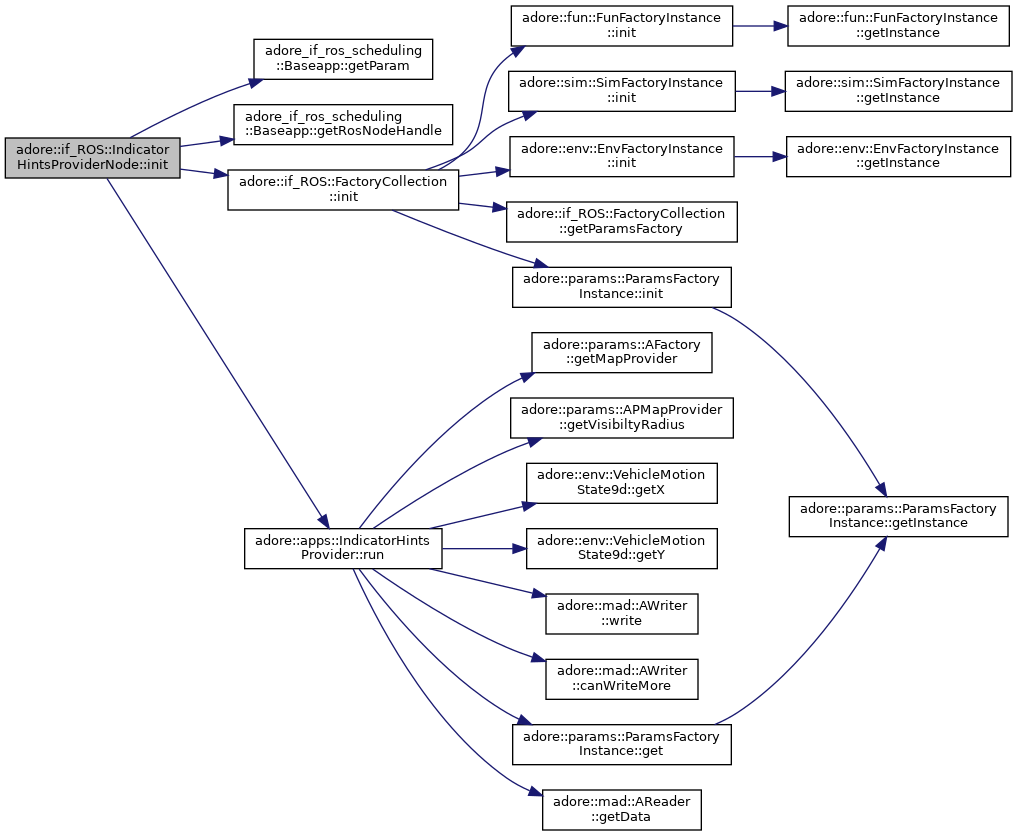 adore::if_ROS::Indicator
HintsProviderNode::init
adore_if_ros_scheduling
::Baseapp::getParam
adore_if_ros_scheduling
::Baseapp::getRosNodeHandle
adore::if_ROS::FactoryCollection
::init
adore::apps::IndicatorHints
Provider::run
adore::fun::FunFactoryInstance
::init
adore::sim::SimFactoryInstance
::init
adore::env::EnvFactoryInstance
::init
adore::if_ROS::FactoryCollection
::getParamsFactory
adore::params::ParamsFactory
Instance::init
adore::params::AFactory
::getMapProvider
adore::params::APMapProvider
::getVisibiltyRadius
adore::env::VehicleMotion
State9d::getX
adore::env::VehicleMotion
State9d::getY
adore::mad::AWriter
::write
adore::mad::AWriter
::canWriteMore
adore::params::ParamsFactory
Instance::get
adore::mad::AReader
::getData
adore::fun::FunFactoryInstance
::getInstance
adore::sim::SimFactoryInstance
::getInstance
adore::env::EnvFactoryInstance
::getInstance
adore::params::ParamsFactory
Instance::getInstance